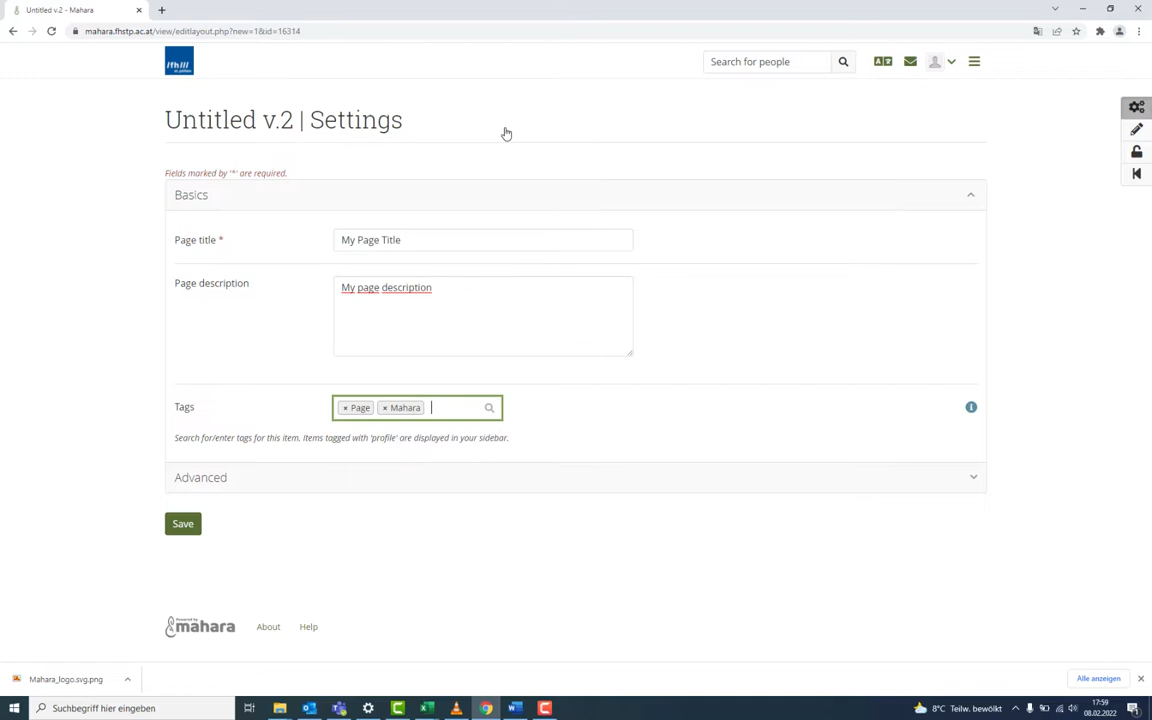 Untitled v.2 - Mahara
mahara.fhstp.ac.at/view/editlayout.php?new=1&id=16314
Search for people
Untitled v.2 | Settings
Fields marked by '*' are required.
Basics
Page title *
My Page Title
Page description
My page description
Tags
× Page × Mahara
Search for/enter tags for this item. Items tagged with 'profile' are displayed in your sidebar.
Advanced
Save
mahara About Help
Mahara_logo.svg.png
Alle anzeigen
Suchbegriff hier eingeben
8°C Teilw. bewölkt
17:59
08.02.2022